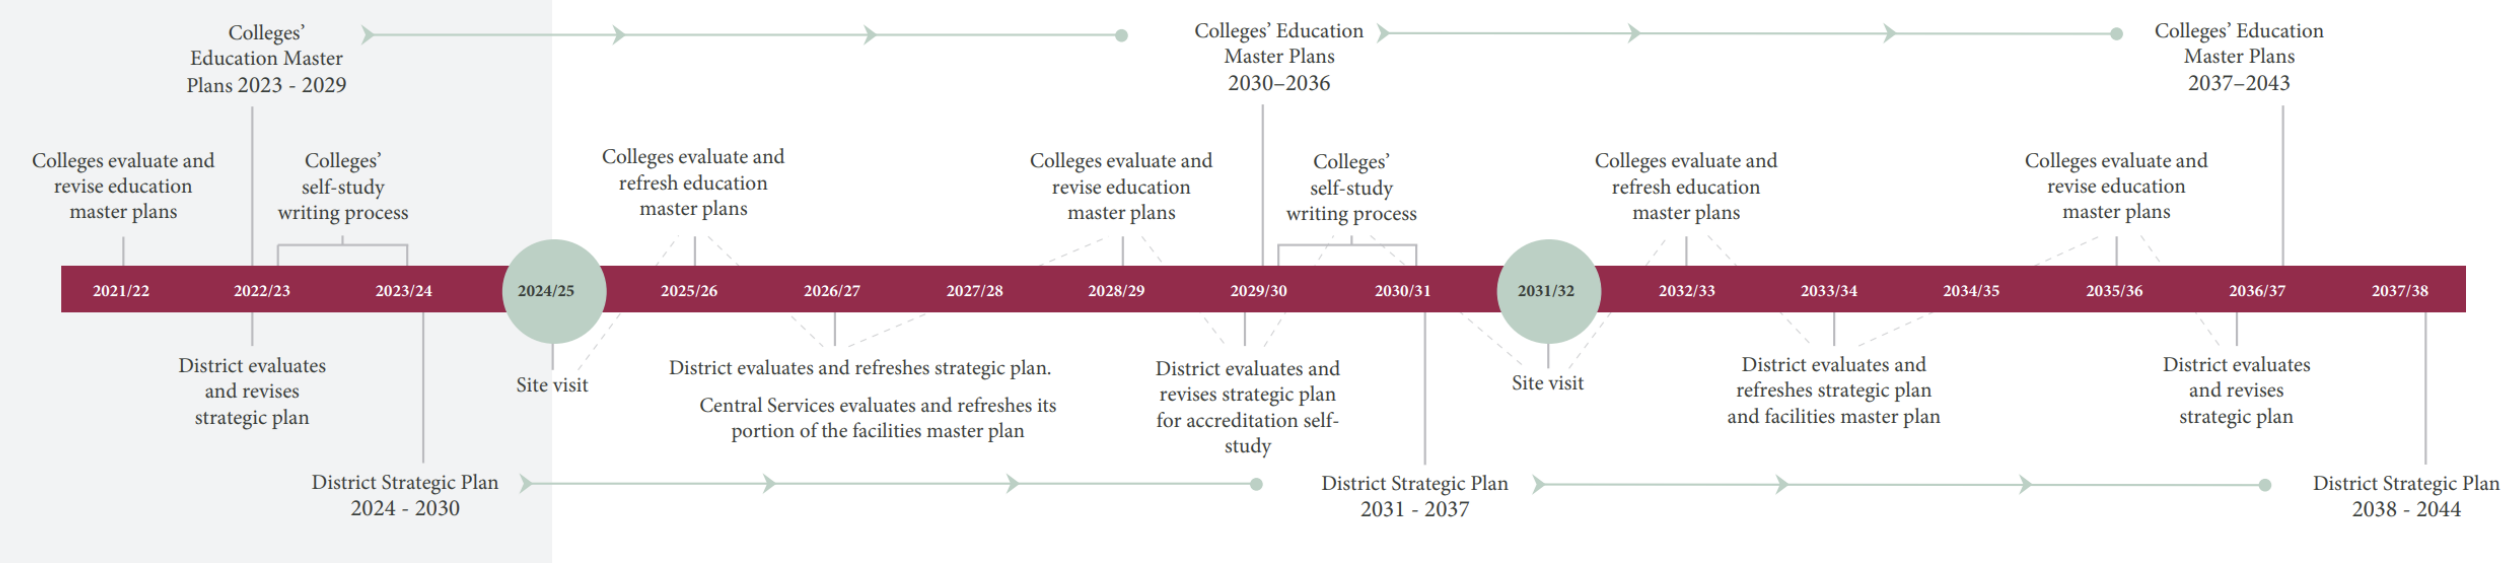 Colleges’
Education Master
Plans 2023 - 2029
Colleges’ Education
Master Plans
2030–2036
Colleges’ Education
Master Plans
2037–2043
Colleges evaluate and
revise education
master plans
Colleges’
self-study
writing process
Colleges evaluate and
refresh education
master plans
Colleges evaluate and
revise education
master plans
Colleges’
self-study
writing process
Colleges evaluate and
refresh education
master plans
Colleges evaluate and
revise education
master plans
2021/22
2022/23
2023/24
2024/25
2025/26
2026/27
2027/28
2028/29
2029/30
2030/31
2031/32
2032/33
2033/34
2034/35
2035/36
2036/37
2037/38
District evaluates
and revises
strategic plan
Site visit
District evaluates and refreshes strategic plan.
Central Services evaluates and refreshes its
portion of the facilities master plan
District evaluates and
revises strategic plan
for accreditation self-
study
Site visit
District evaluates and
refreshes strategic plan
and facilities master plan
District evaluates
and revises
strategic plan
District Strategic Plan
2024 - 2030
District Strategic Plan
2031 - 2037
District Strategic Plan
2038 - 2044